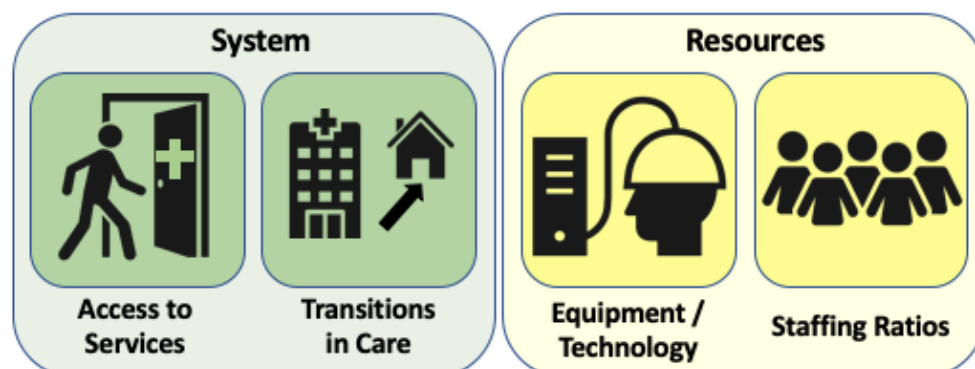 System
Resources
Access to
Services
Transitions
in Care
Equipment /
Technology
Staffing Ratios